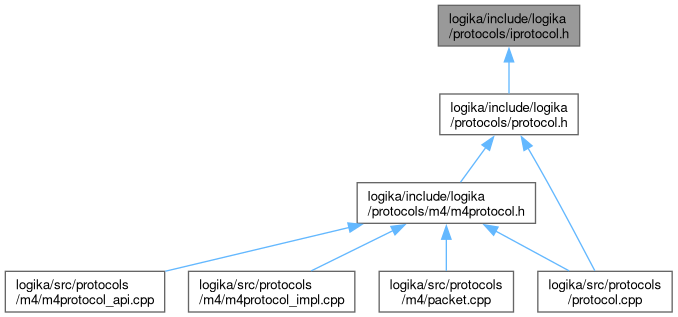 logika/include/logika
/protocols/iprotocol.h
logika/include/logika
/protocols/protocol.h
logika/include/logika
/protocols/m4/m4protocol.h
logika/src/protocols
/m4/m4protocol_api.cpp
logika/src/protocols
/m4/m4protocol_impl.cpp
logika/src/protocols
/m4/packet.cpp
logika/src/protocols
/protocol.cpp